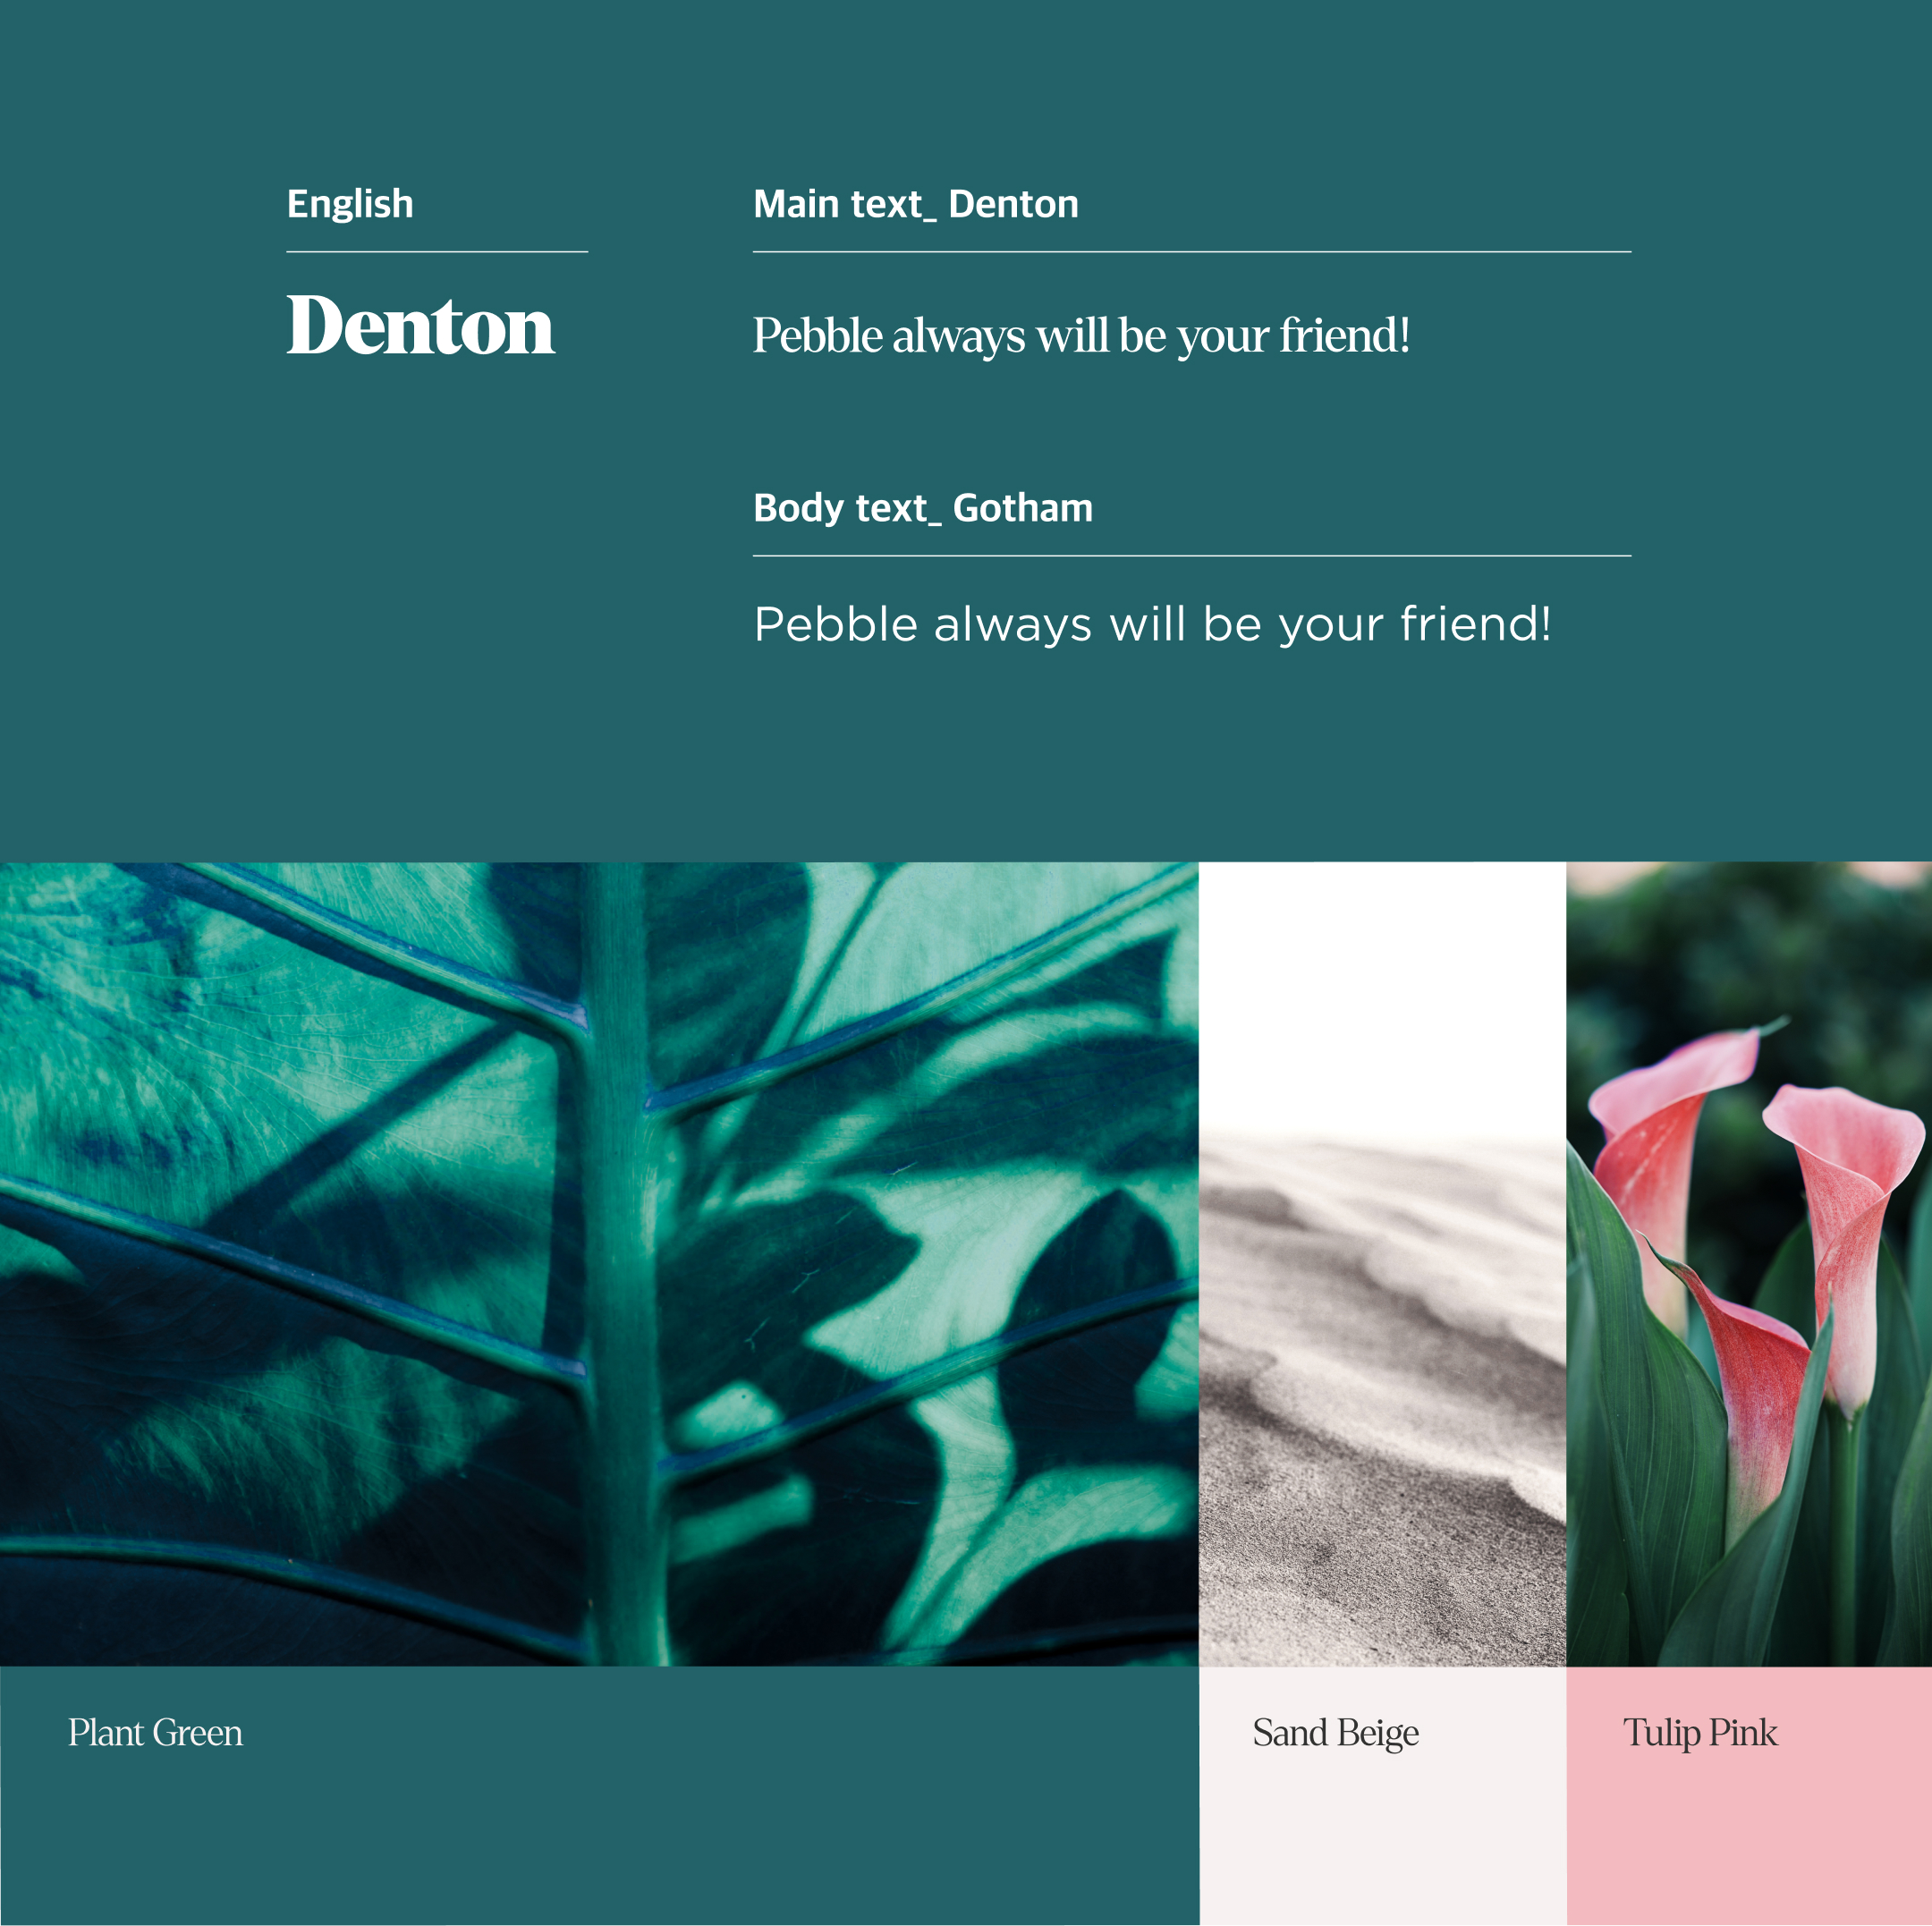 English
Denton
Main text_ Denton
Pebble always will be your friend!
Body text_ Gotham
Pebble always will be your friend!
Plant Green
Sand Beige
Tulip Pink